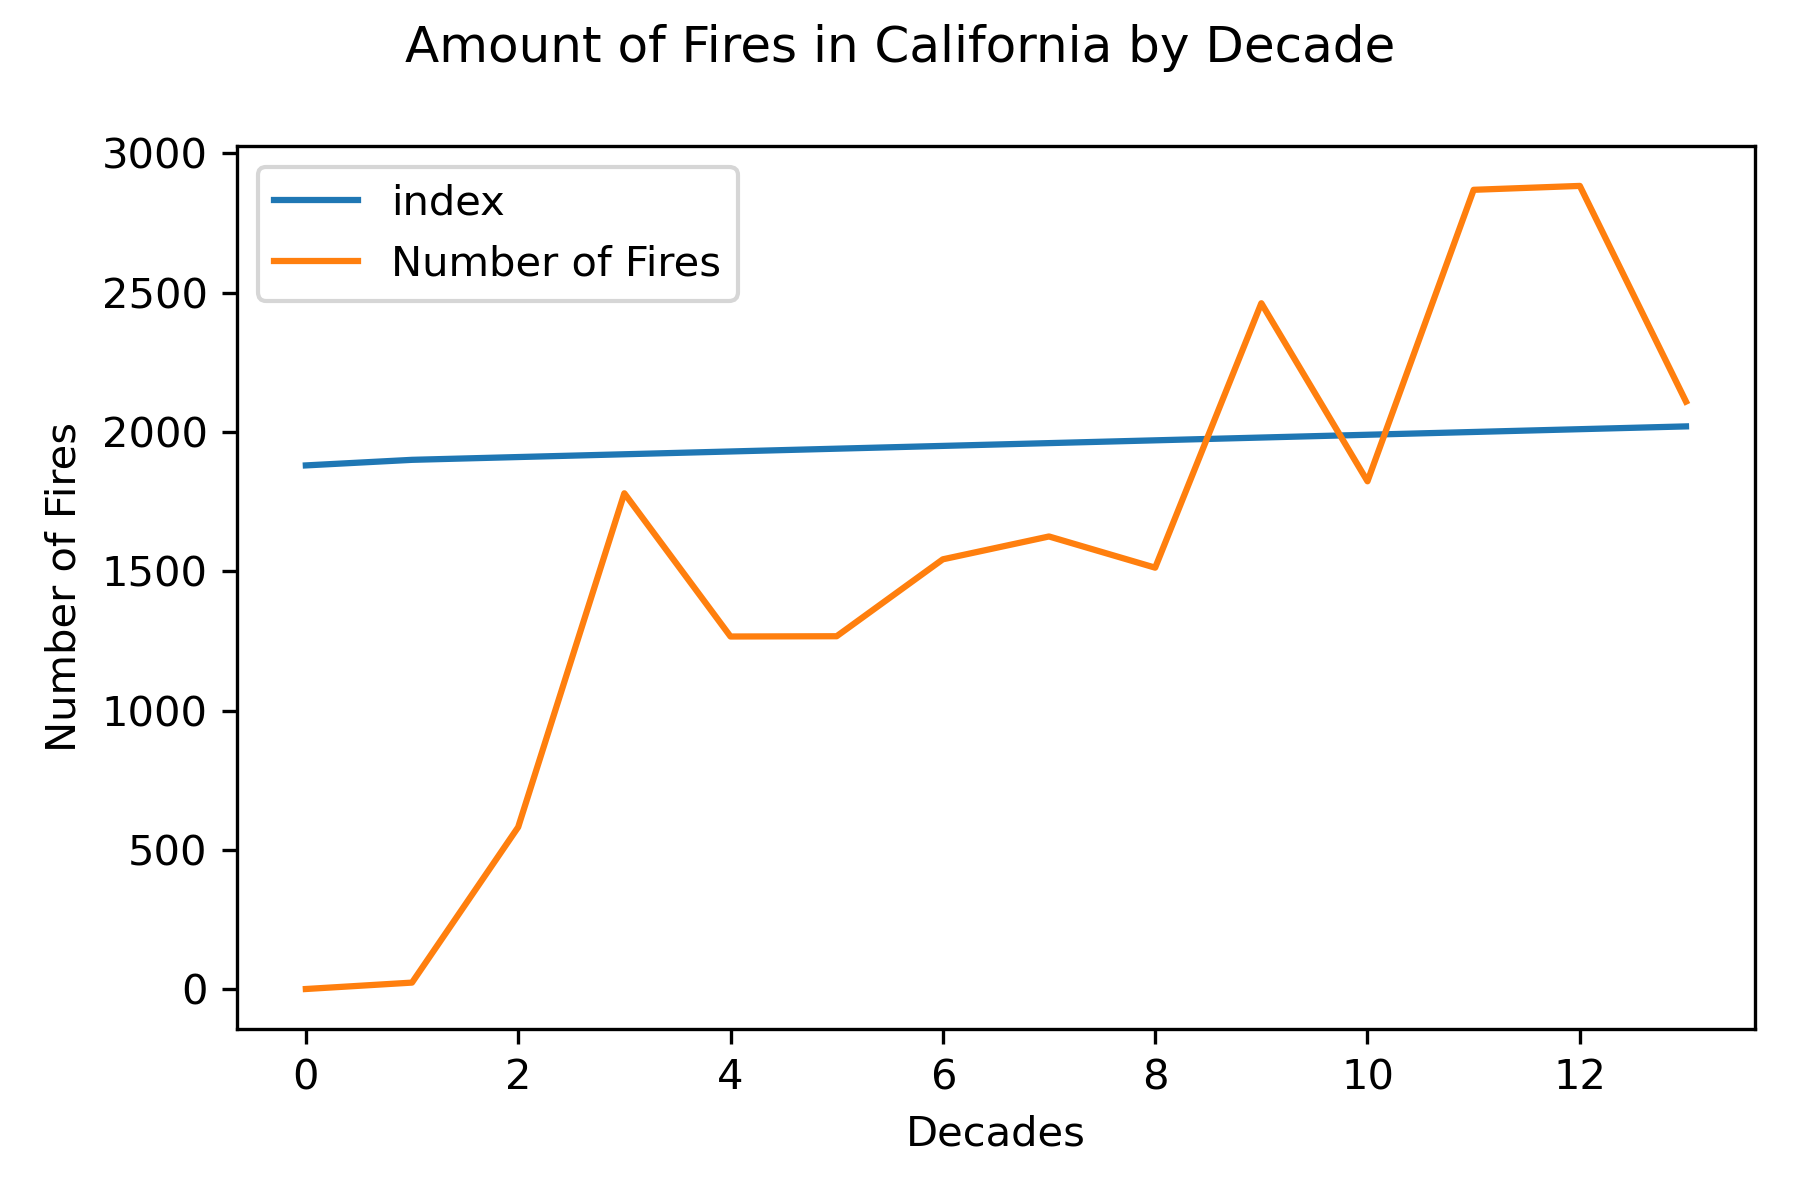 Amount of Fires in California by Decade
3000
2500
2000
1500
1000
500
0
Number of Fires
index
Number of Fires
0 2 4 6 8 10 12
Decades